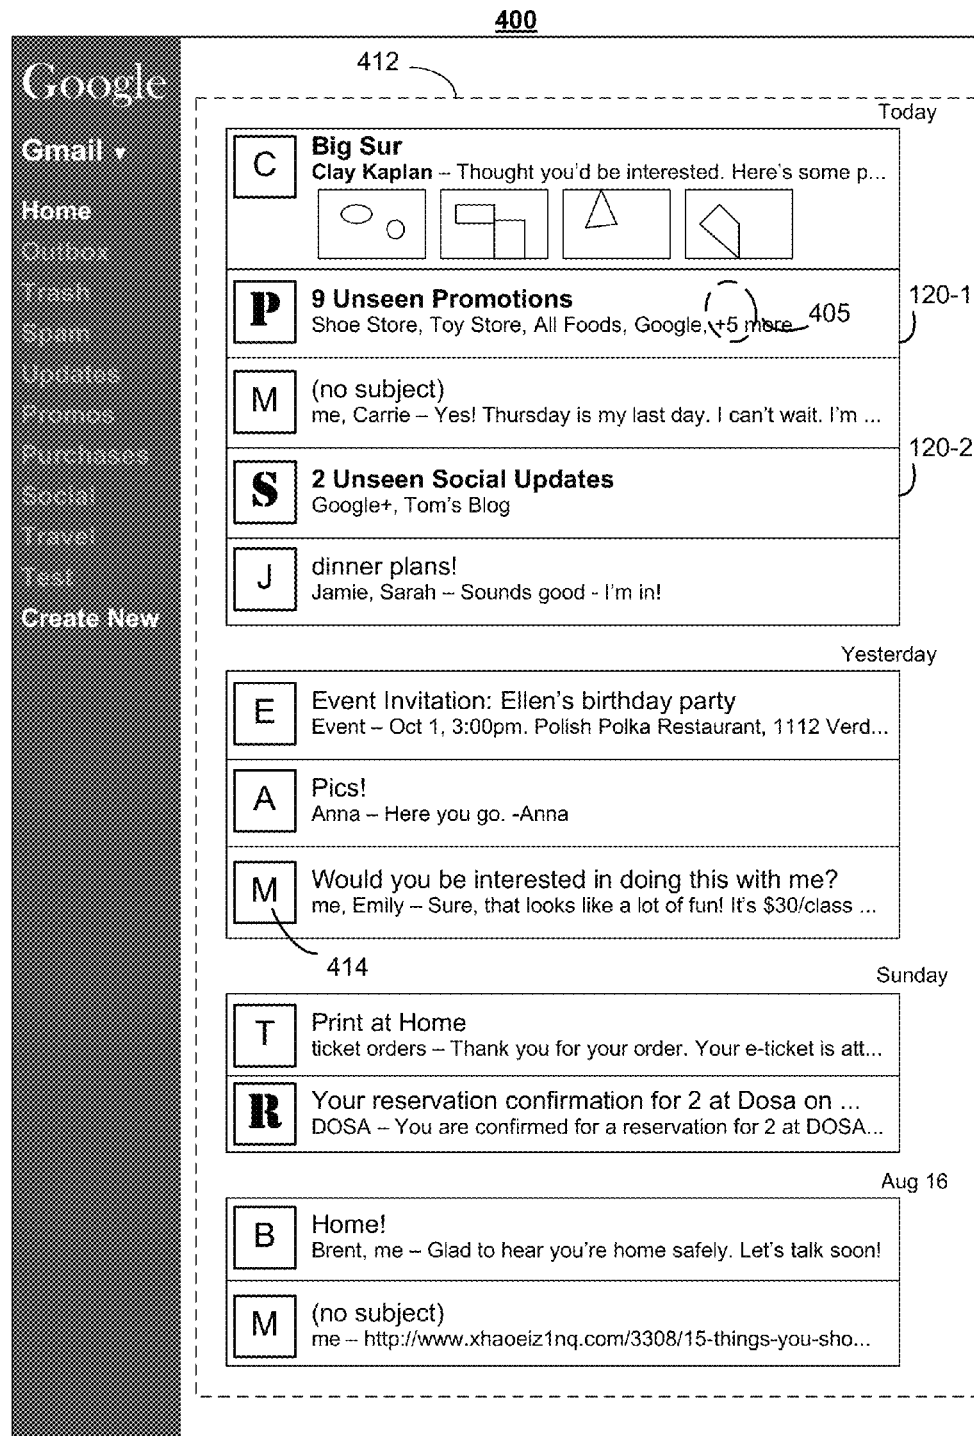 400
412
Google
Gmail ▼
Home
Outbox
Trash
Spam
Updates
Promos
Purchases
Social
Travel
Test
Create New
Today
C
Big Sur
Clay Kaplan – Thought you'd be interested. Here's some p...
P
9 Unseen Promotions
Shoe Store, Toy Store, All Foods, Google, +5 more
405
120-1
M
(no subject)
me, Carrie – Yes! Thursday is my last day. I can't wait. I'm ...
120-2
S
2 Unseen Social Updates
Google+, Tom's Blog
J
dinner plans!
Jamie, Sarah – Sounds good - I'm in!
Yesterday
E
Event Invitation: Ellen's birthday party
Event – Oct 1, 3:00pm. Polish Polka Restaurant, 1112 Verd...
A
Pics!
Anna – Here you go. -Anna
M
Would you be interested in doing this with me?
me, Emily – Sure, that looks like a lot of fun! It's $30/class ...
414
Sunday
T
Print at Home
ticket orders – Thank you for your order. Your e-ticket is att...
R
Your reservation confirmation for 2 at Dosa on ...
DOSA – You are confirmed for a reservation for 2 at DOSA...
Aug 16
B
Home!
Brent, me – Glad to hear you're home safely. Let's talk soon!
M
(no subject)
me – http://www.xhaoeiz1nq.com/3308/15-things-you-sho...